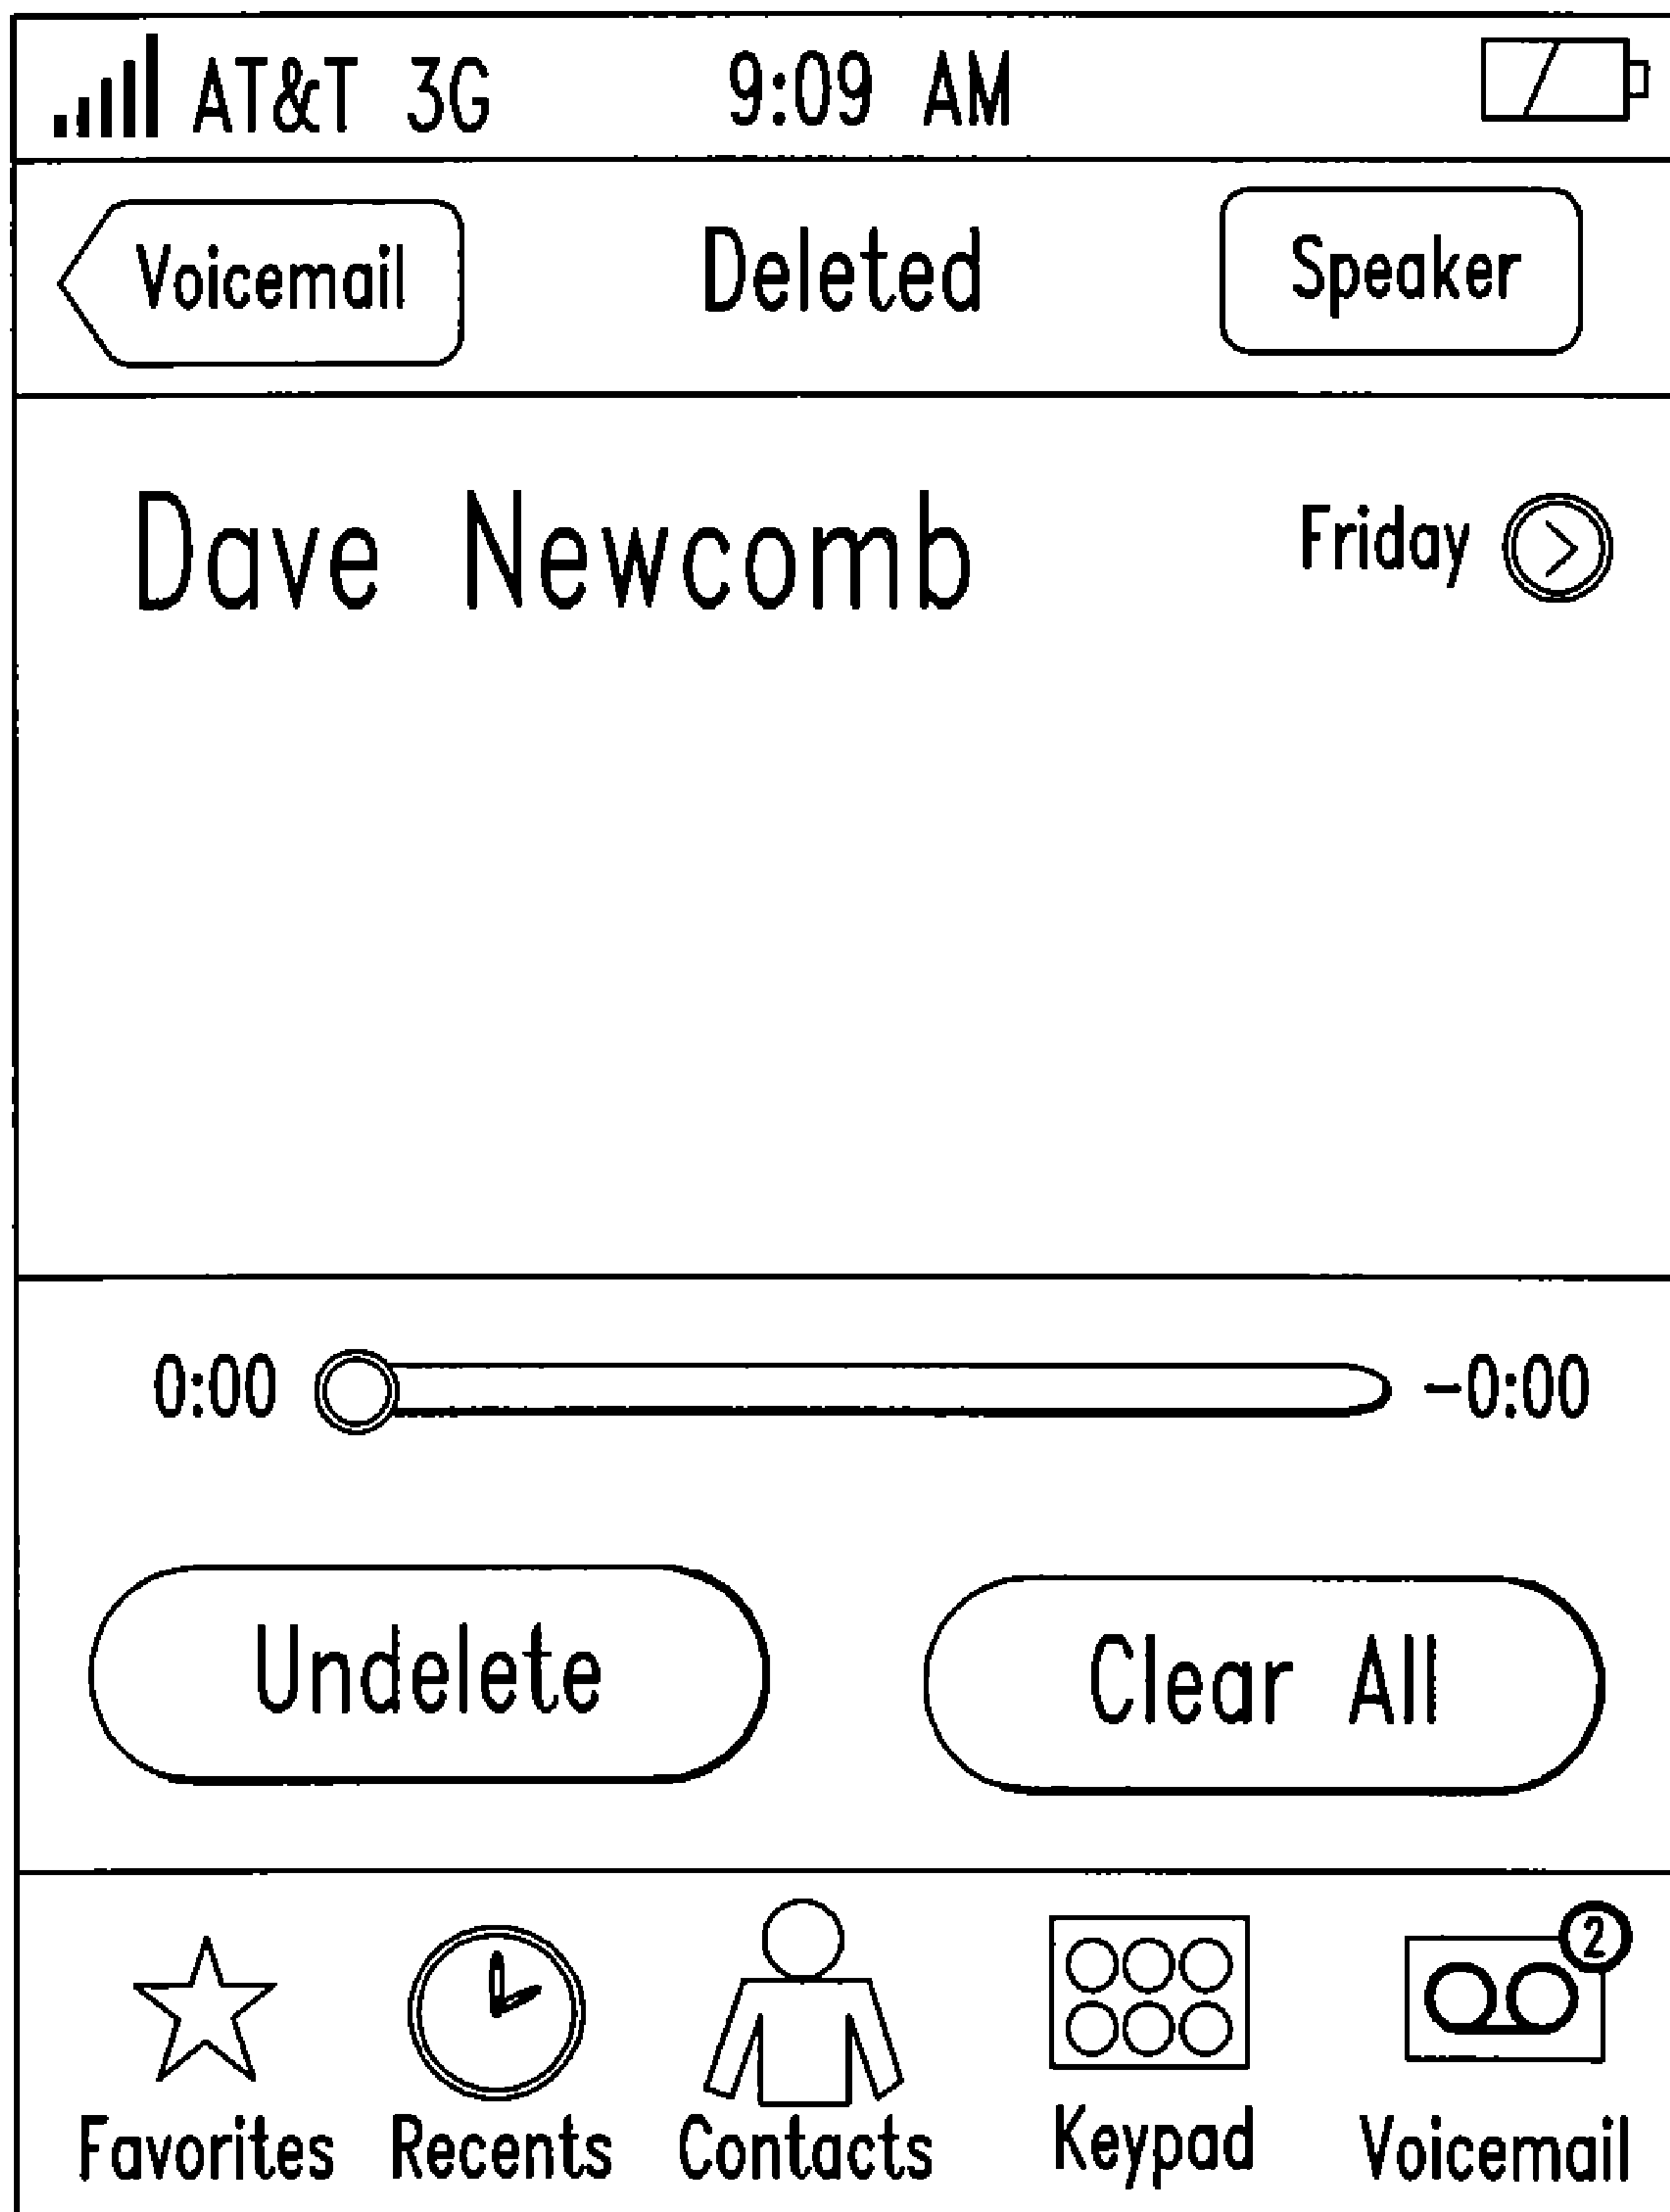 AT&T 3G 9:09 AM
Voicemail Deleted Speaker
Dave Newcomb Friday
0:00 -0:00
Undelete Clear All
2
Favorites Recents Contacts Keypad Voicemail